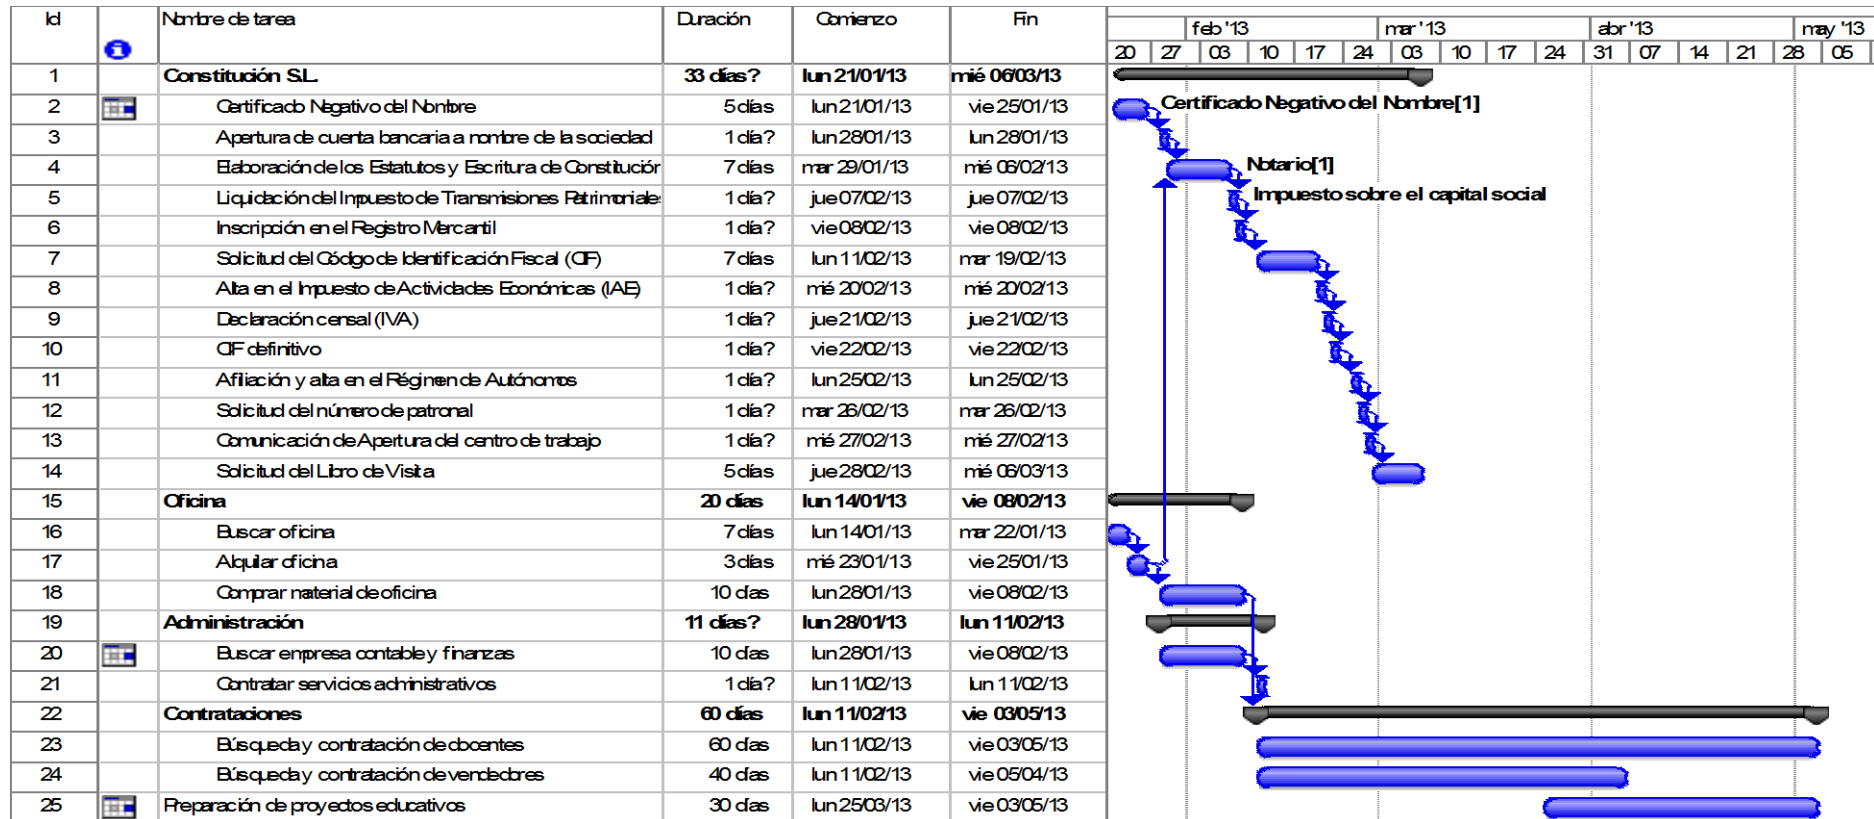 Id Nombre de tarea Duración Comienzo Fin
feb '13 mar '13 abr '13 may '13
20 27 03 10 17 24 03 10 17 24 31 07 14 21 28 05
1 Constitución S.L. 33 días? lun 21/01/13 mié 06/03/13
2 Certificado Negativo del Nombre 5 días lun 21/01/13 vie 25/01/13 Certificado Negativo del Nombre[1]
3 Apertura de cuenta bancaria a nombre de la sociedad 1 día? lun 28/01/13 lun 28/01/13
4 Elaboración de los Estatutos y Escritura de Constitución 7 días mar 29/01/13 mié 06/02/13 Notario[1]
5 Liquidación del Impuesto de Transmisiones Patrimoniales 1 día? jue 07/02/13 jue 07/02/13 Impuesto sobre el capital social
6 Inscripción en el Registro Mercantil 1 día? vie 08/02/13 vie 08/02/13
7 Solicitud del Código de Identificación Fiscal (CIF) 7 días lun 11/02/13 mar 19/02/13
8 Alta en el Impuesto de Actividades Económicas (IAE) 1 día? mié 20/02/13 mié 20/02/13
9 Declaración censal (IVA) 1 día? jue 21/02/13 jue 21/02/13
10 CIF definitivo 1 día? vie 22/02/13 vie 22/02/13
11 Afiliación y alta en el Régimen de Autónomos 1 día? lun 25/02/13 lun 25/02/13
12 Solicitud del número de patronal 1 día? mar 26/02/13 mar 26/02/13
13 Comunicación de Apertura del centro de trabajo 1 día? mié 27/02/13 mié 27/02/13
14 Solicitud del Libro de Visita 5 días jue 28/02/13 mié 06/03/13
15 Oficina 20 días lun 14/01/13 vie 08/02/13
16 Buscar oficina 7 días lun 14/01/13 mar 22/01/13
17 Alquilar oficina 3 días mié 23/01/13 vie 25/01/13
18 Comprar material de oficina 10 días lun 28/01/13 vie 08/02/13
19 Administración 11 días? lun 28/01/13 lun 11/02/13
20 Buscar empresa contable y finanzas 10 días lun 28/01/13 vie 08/02/13
21 Contratar servicios administrativos 1 día? lun 11/02/13 lun 11/02/13
22 Contrataciones 60 días lun 11/02/13 vie 03/05/13
23 Búsqueda y contratación de docentes 60 días lun 11/02/13 vie 03/05/13
24 Búsqueda y contratación de vendedores 40 días lun 11/02/13 vie 05/04/13
25 Preparación de proyectos educativos 30 días lun 25/03/13 vie 03/05/13